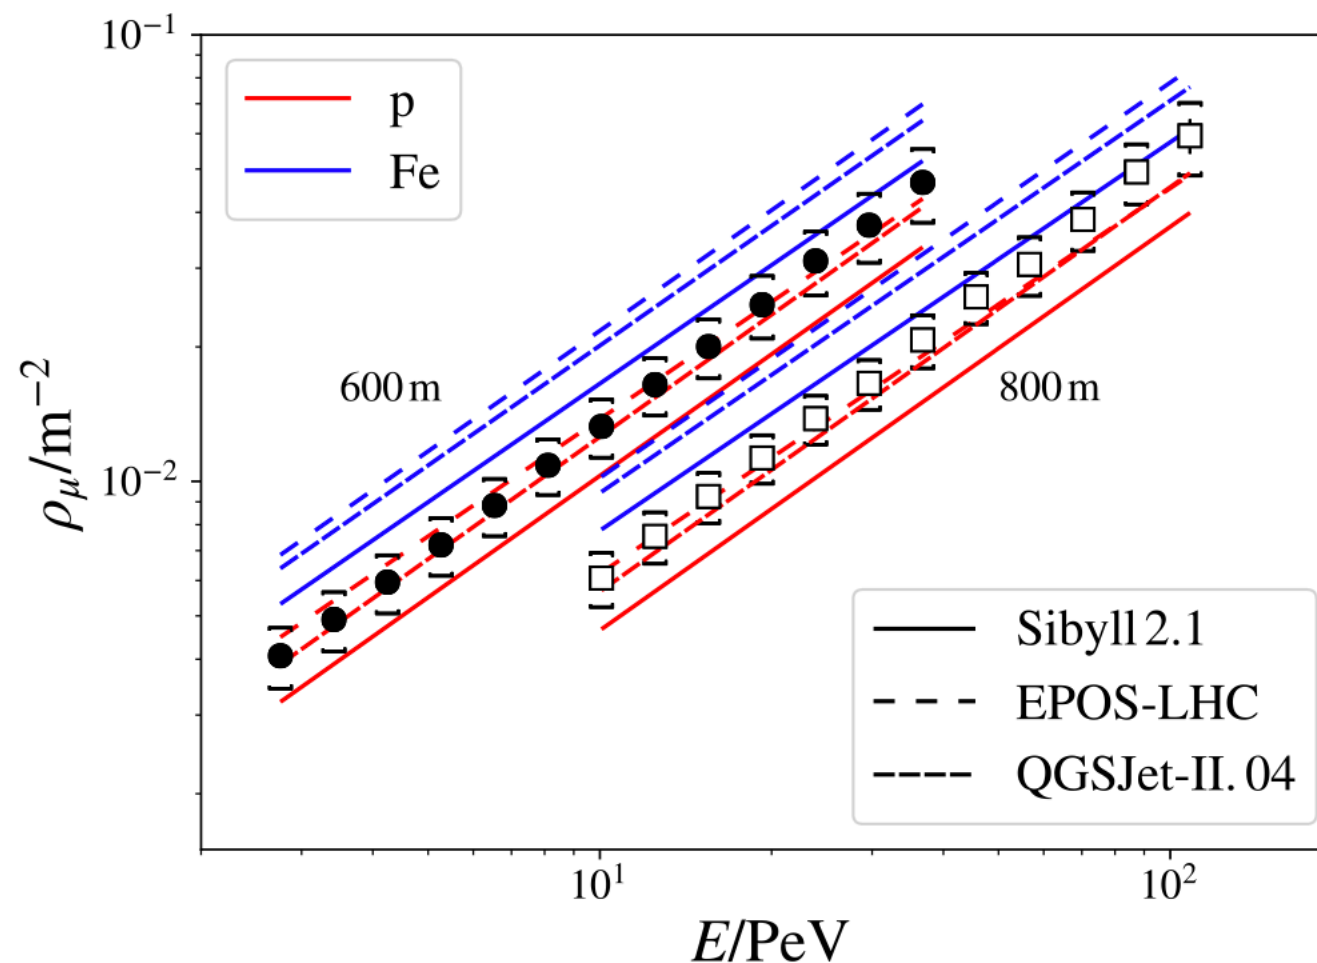 10⁻¹
p
Fe
600 m
800 m
10⁻²
ρμ/m⁻²
Sibyll 2.1
EPOS-LHC
QGSJet-II. 04
10¹
10²
E/PeV